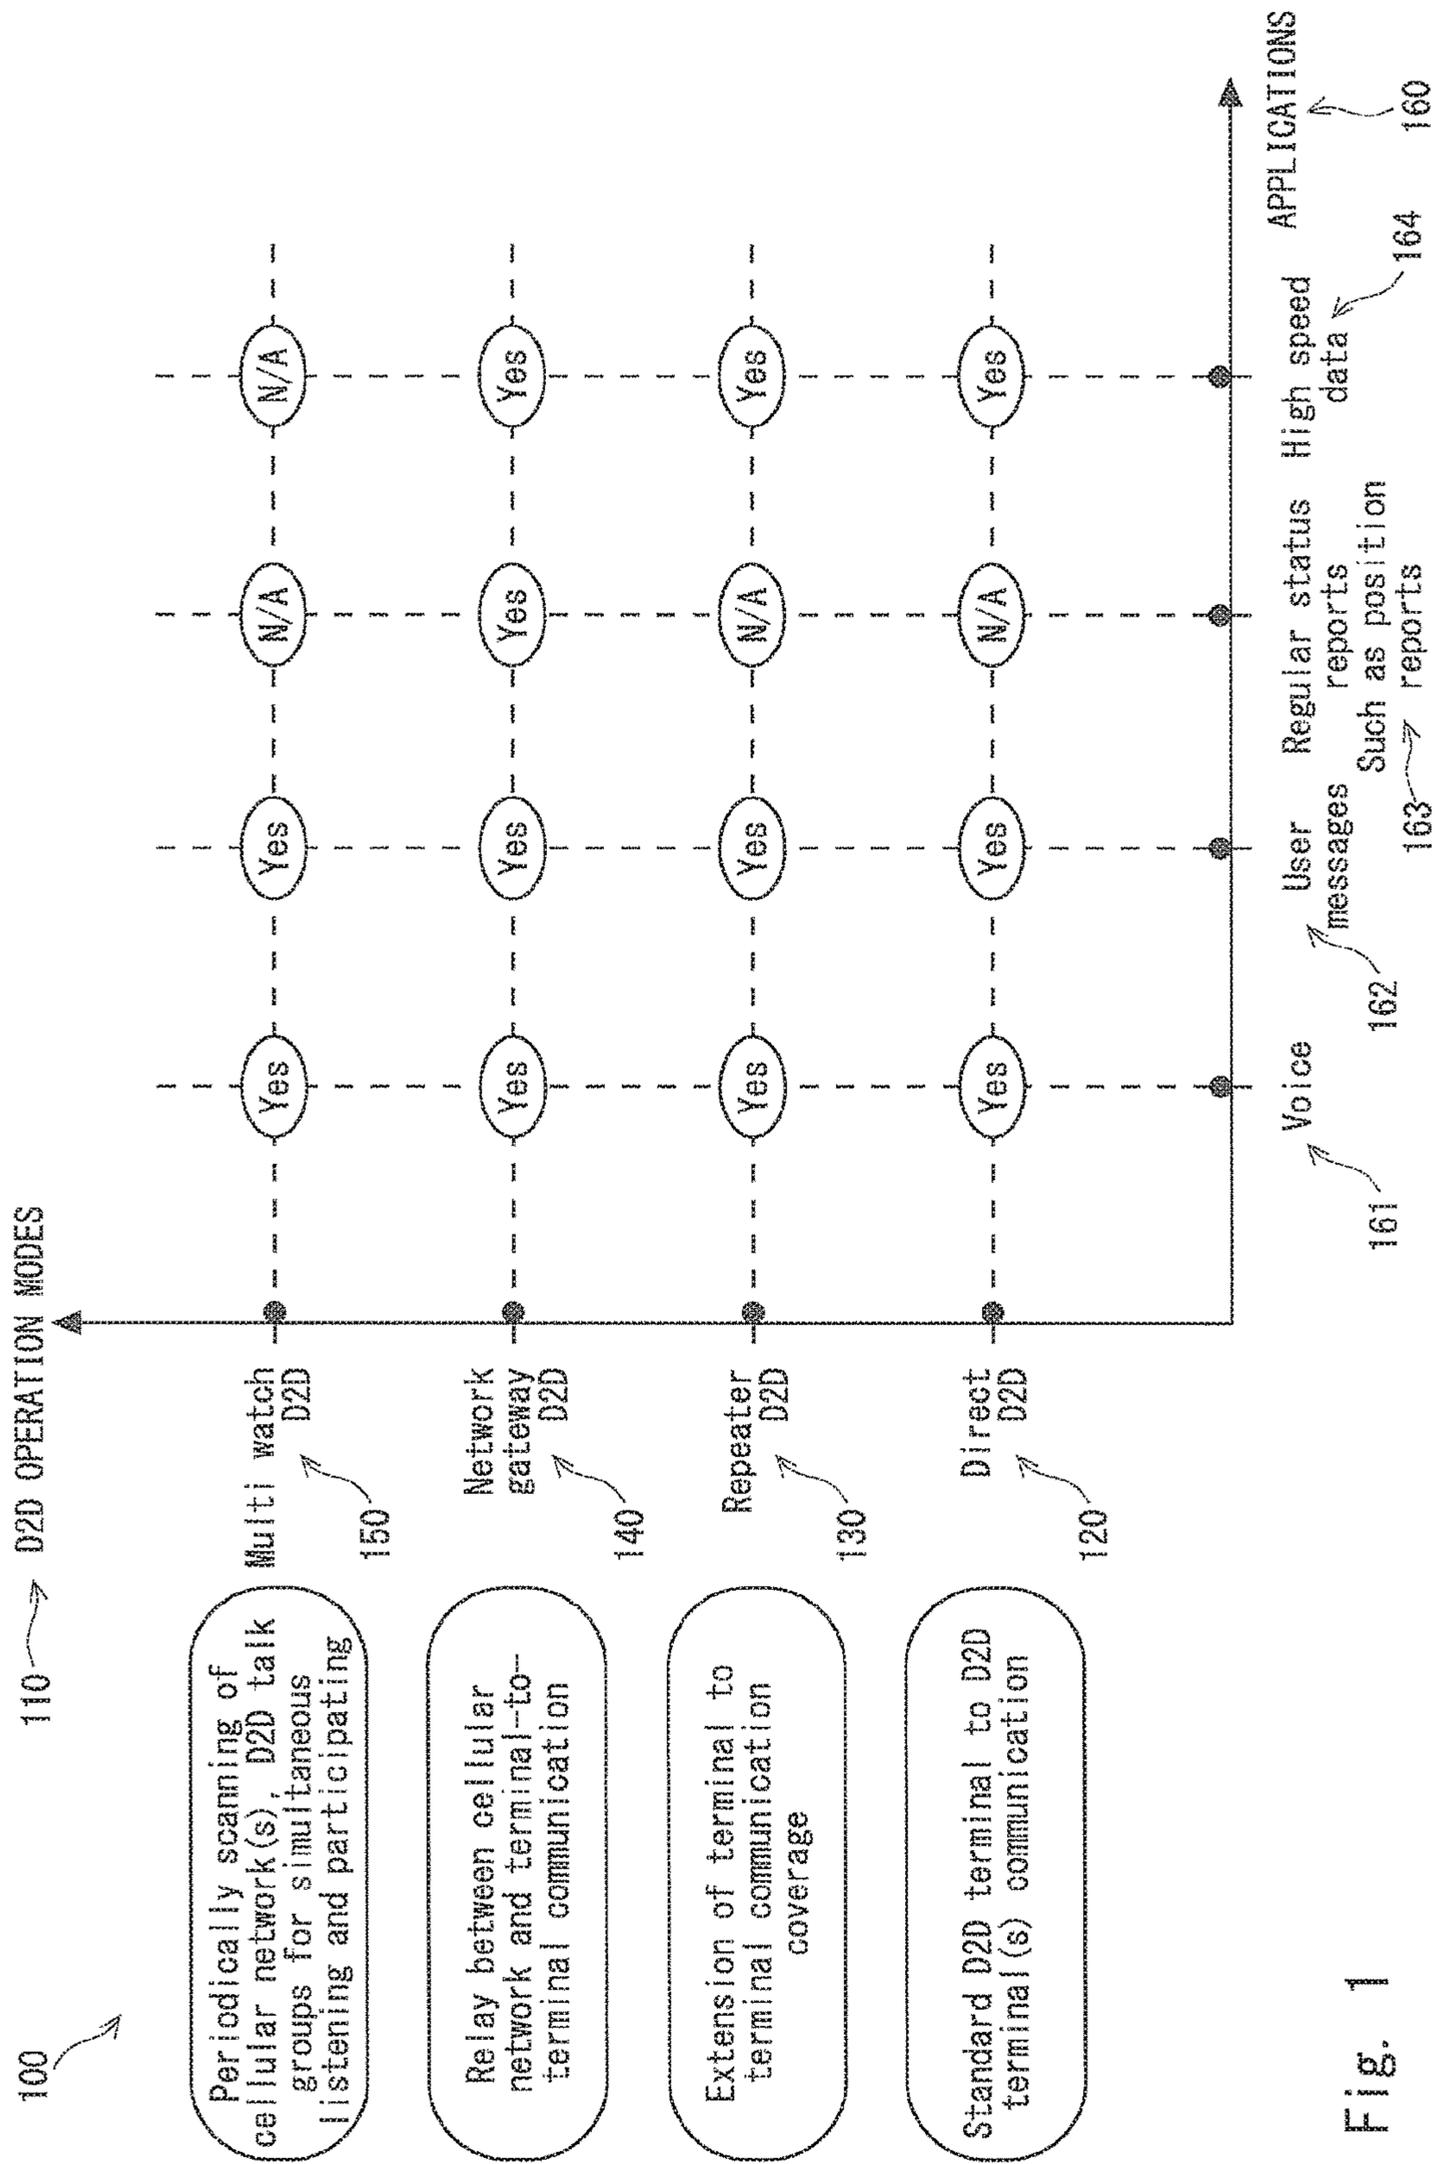 100
110
D2D OPERATION MODES
Periodically scanning of
cellular network(s), D2D talk
groups for simultaneous
listening and participating
Multi watch
D2D
150
Yes
Yes
N/A
N/A
Relay between cellular
network and terminal-to-
terminal communication
Network
gateway
D2D
140
Yes
Yes
Yes
Yes
Extension of terminal to
terminal communication
coverage
Repeater
D2D
130
Yes
Yes
N/A
Yes
Standard D2D terminal to D2D
terminal(s) communication
Direct
D2D
120
Yes
Yes
N/A
Yes
APPLICATIONS
160
Voice
161
User
messages
162
Regular status
reports
Such as position
reports
163
High speed
data
164
Fig. 1